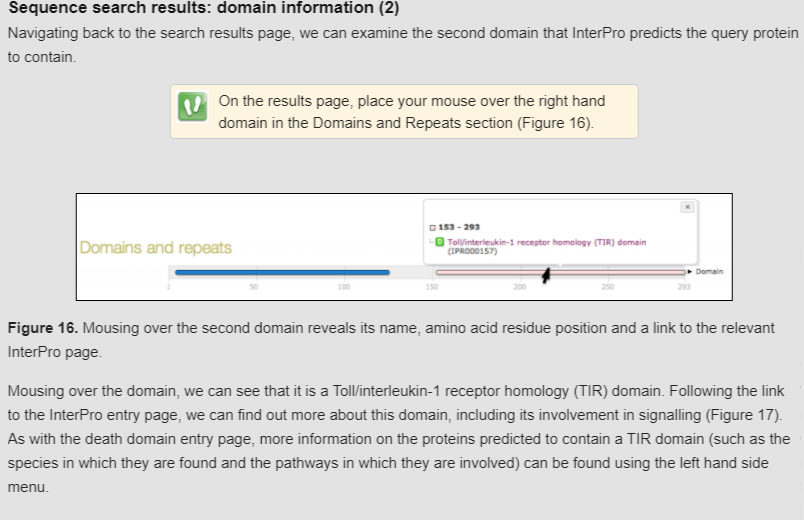 Sequence search results: domain information (2)
Navigating back to the search results page, we can examine the second domain that InterPro predicts the query protein
to contain.
On the results page, place your mouse over the right hand
domain in the Domains and Repeats section (Figure 16).
153 - 293
D Toll/interleukin-1 receptor homology (TIR) domain
(IPR000157)
Domains and repeats
Domain
1 50 100 150 200 250 293
Figure 16. Mousing over the second domain reveals its name, amino acid residue position and a link to the relevant
InterPro page.
Mousing over the domain, we can see that it is a Toll/interleukin-1 receptor homology (TIR) domain. Following the link
to the InterPro entry page, we can find out more about this domain, including its involvement in signalling (Figure 17).
As with the death domain entry page, more information on the proteins predicted to contain a TIR domain (such as the
species in which they are found and the pathways in which they are involved) can be found using the left hand side
menu.